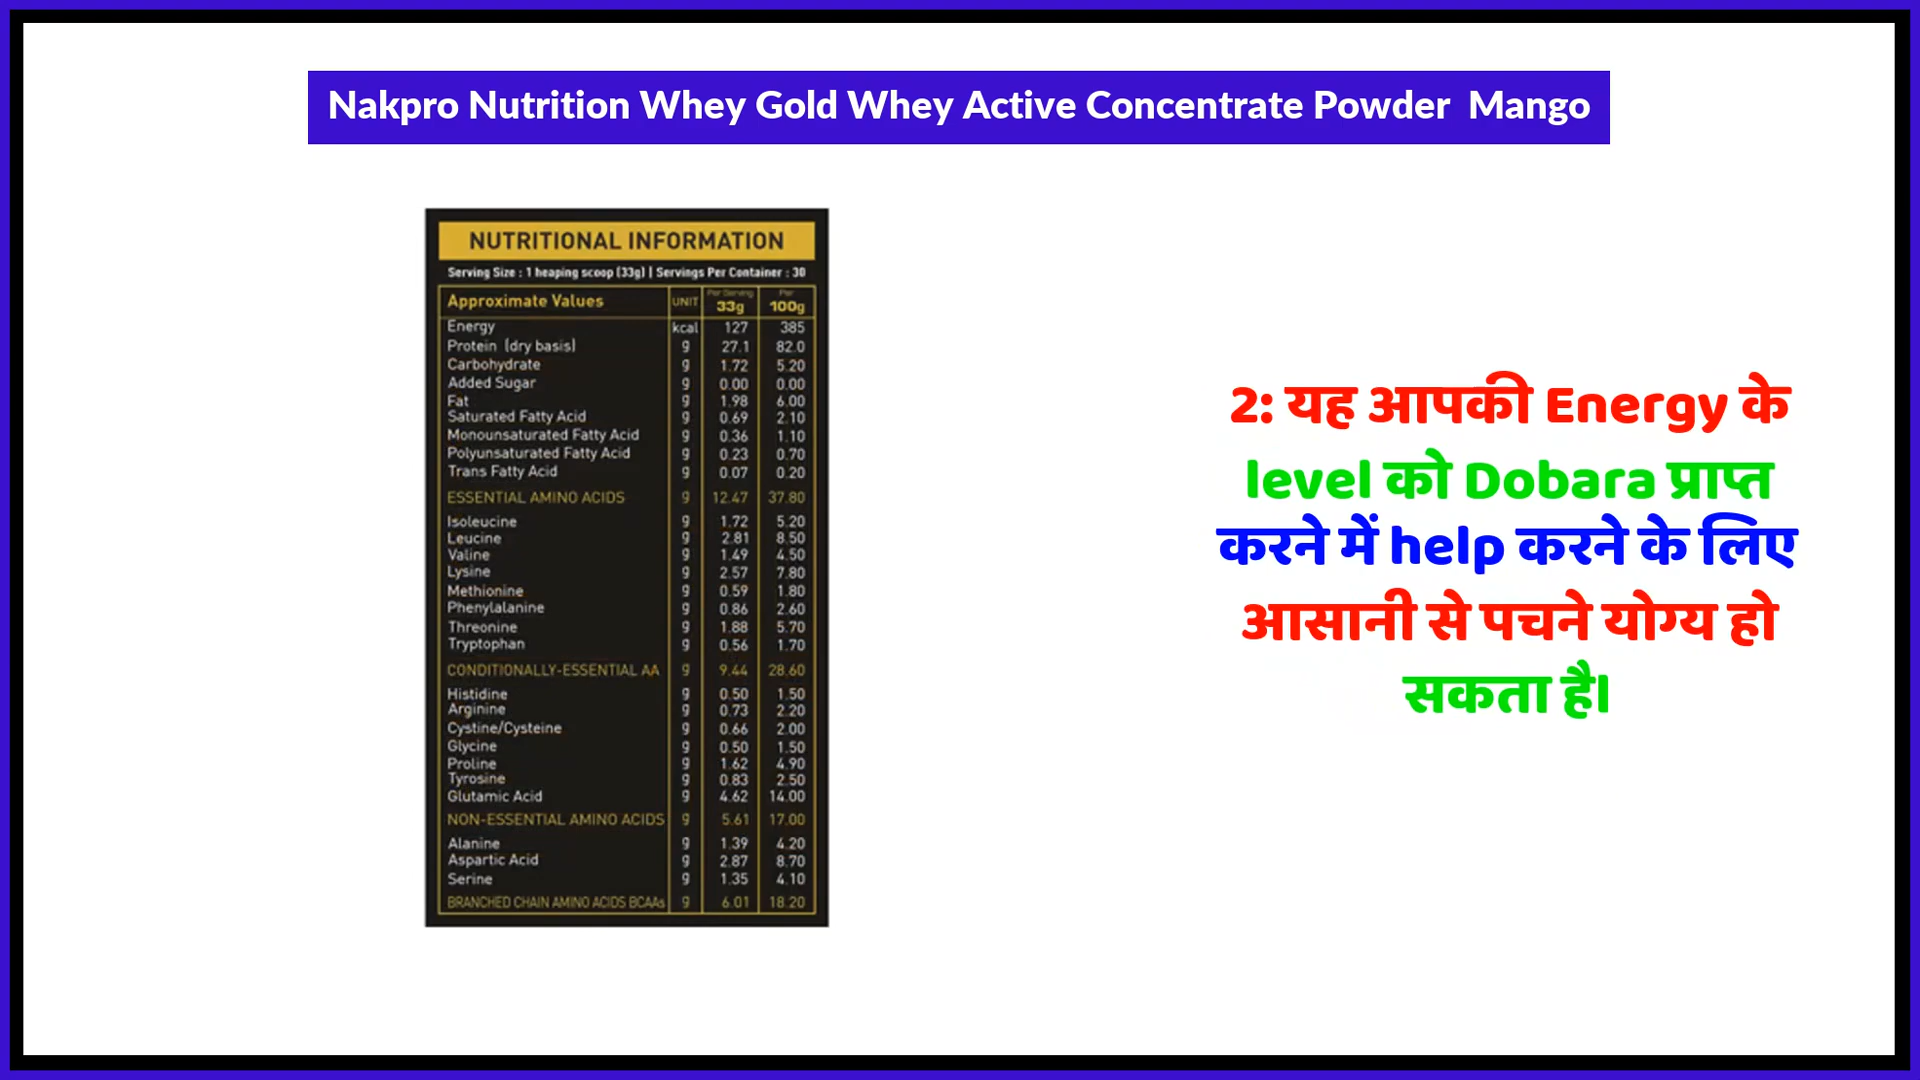 Nakpro Nutrition Whey Gold Whey Active Concentrate Powder Mango
NUTRITIONAL INFORMATION
Serving Size : 1 heaping scoop (33g) | Servings Per Container : 30
Approximate Values UNIT Per Serving 33g Per 100g
Energy kcal 127 385
Protein (dry basis) g 27.1 82.0
Carbohydrate g 1.72 5.20
Added Sugar g 0.00 0.00
Fat g 1.98 6.00
Saturated Fatty Acid g 0.69 2.10
Monounsaturated Fatty Acid g 0.36 1.10
Polyunsaturated Fatty Acid g 0.23 0.70
Trans Fatty Acid g 0.07 0.20
ESSENTIAL AMINO ACIDS g 12.47 37.80
Isoleucine g 1.72 5.20
Leucine g 2.81 8.50
Valine g 1.49 4.50
Lysine g 2.57 7.80
Methionine g 0.59 1.80
Phenylalanine g 0.86 2.60
Threonine g 1.88 5.70
Tryptophan g 0.56 1.70
CONDITIONALLY-ESSENTIAL AA g 9.44 28.60
Histidine g 0.50 1.50
Arginine g 0.73 2.20
Cystine/Cysteine g 0.66 2.00
Glycine g 0.50 1.50
Proline g 1.62 4.90
Tyrosine g 0.83 2.50
Glutamic Acid g 4.62 14.00
NON-ESSENTIAL AMINO ACIDS g 5.61 17.00
Alanine g 1.39 4.20
Aspartic Acid g 2.87 8.70
Serine g 1.35 4.10
BRANCHED CHAIN AMINO ACIDS BCAAs g 6.01 18.20
2: यह आपकी Energy के
level को Dobara प्राप्त
करने में help करने के लिए
आसानी से पचने योग्य हो
सकता है।